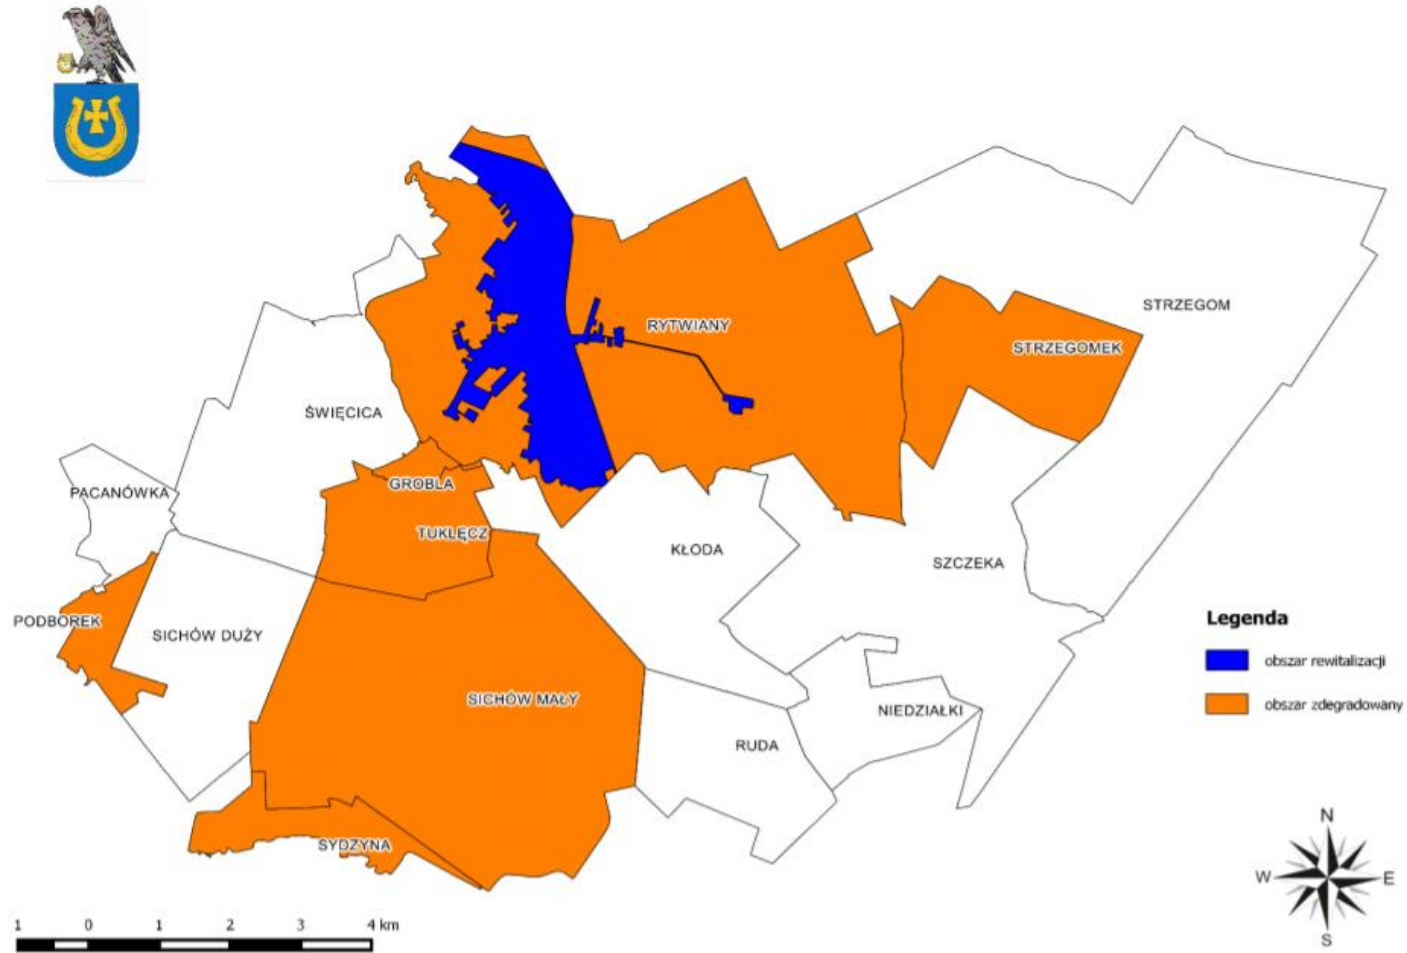 STRZEGOM
RYTWIANY
STRZEGOMEK
ŚWIĘCICA
GROBLA
PACANÓWKA
TUKLĘCZ
KŁODA
SZCZEKA
PODBOREK
SICHÓW DUŻY
Legenda
obszar rewitalizacji
SICHÓW MAŁY
obszar zdegradowany
NIEDZIAŁKI
RUDA
SYDZYNA
N
W
E
S
1 0 1 2 3 4 km